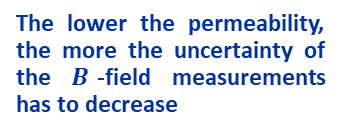 The lower the permeability,
the more the uncertainty of
the B -field measurements
has to decrease